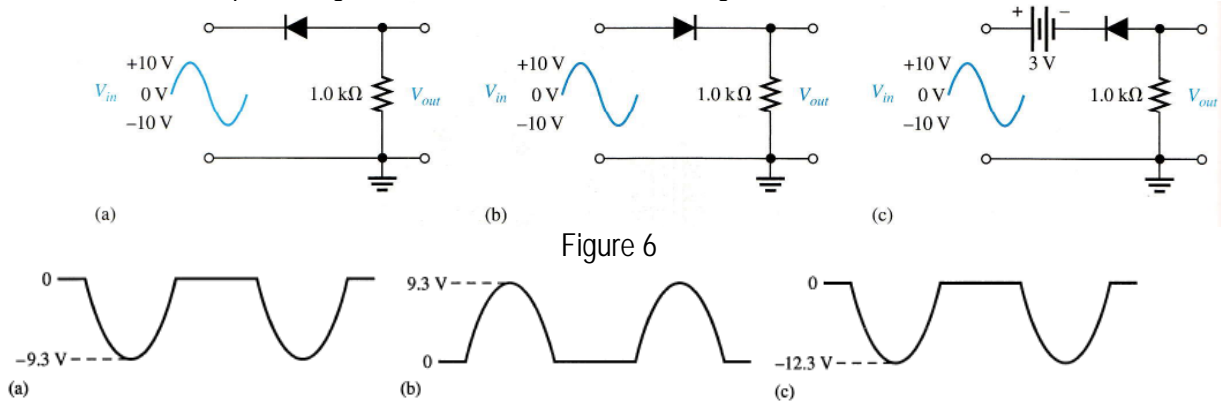 + −
+10 V
V_in 0 V 1.0 kΩ V_out
−10 V
(a)
+10 V
V_in 0 V 1.0 kΩ V_out
−10 V
(b)
+10 V 3 V
V_in 0 V 1.0 kΩ V_out
−10 V
(c)
Figure 6
0
−9.3 V
(a)
9.3 V
0
(b)
0
−12.3 V
(c)